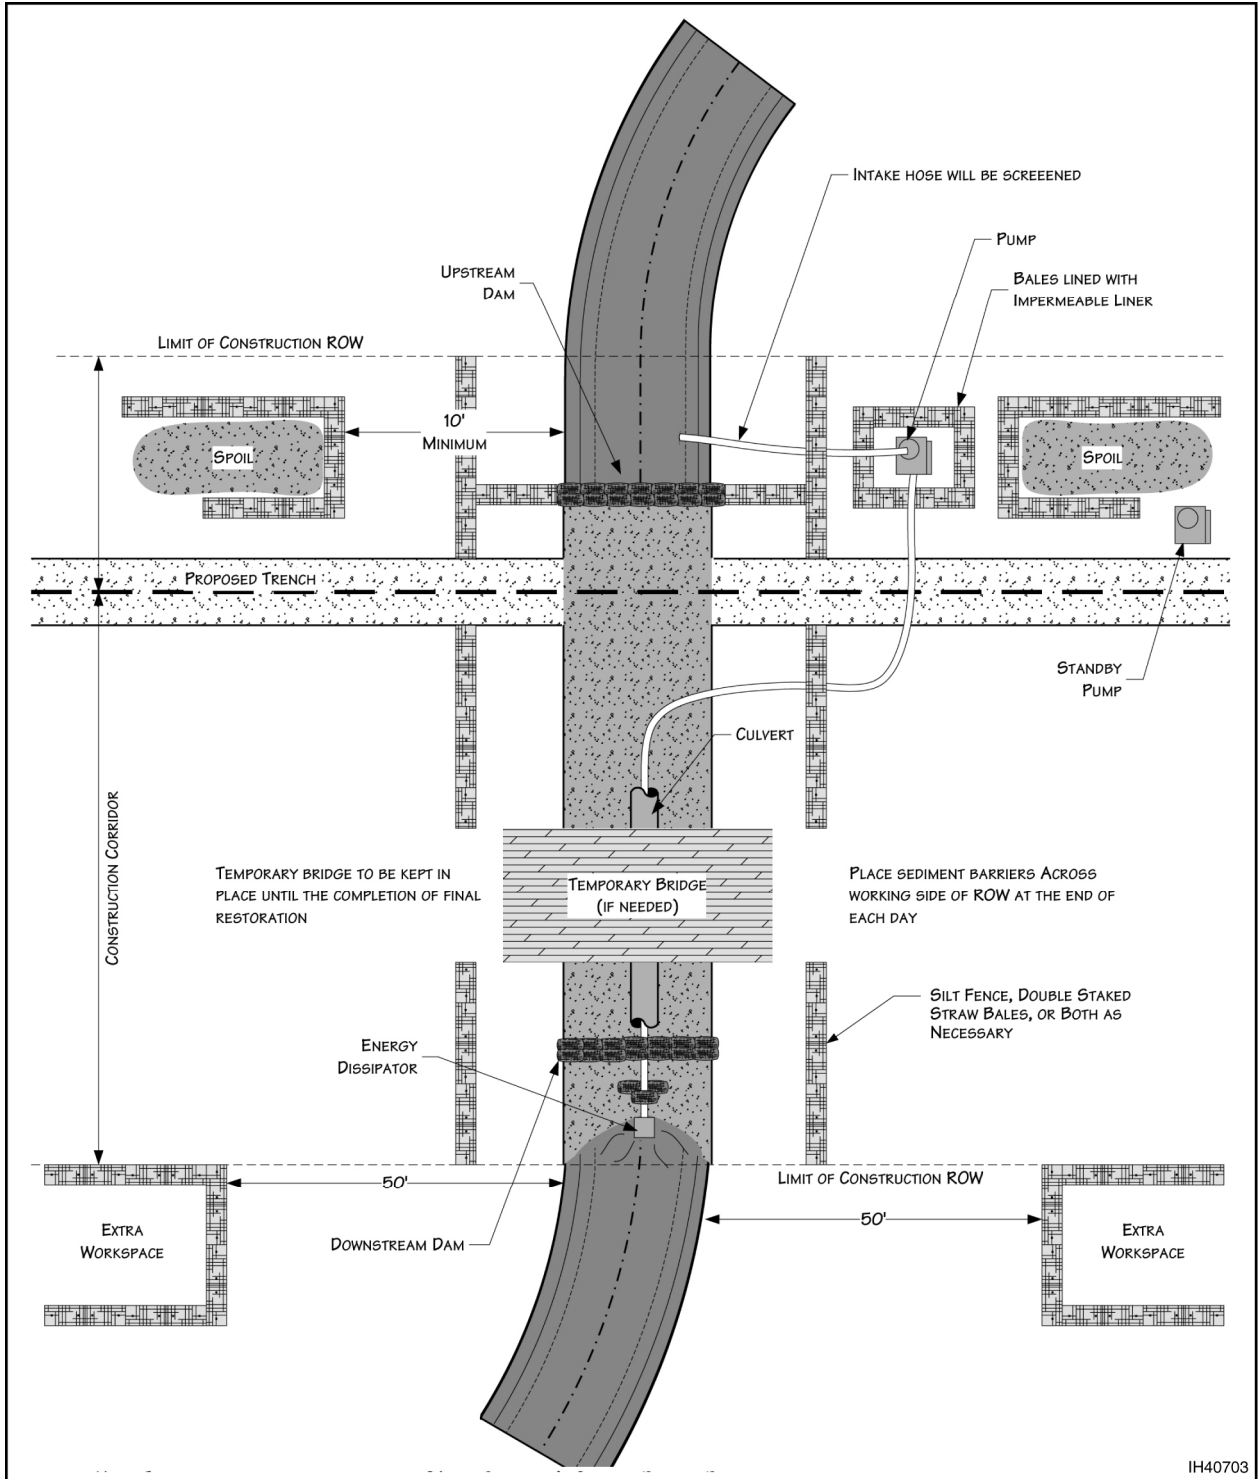 INTAKE HOSE WILL BE SCREEENED
PUMP
BALES LINED WITH
IMPERMEABLE LINER
UPSTREAM
DAM
LIMIT OF CONSTRUCTION ROW
10'
MINIMUM
SPOIL
SPOIL
PROPOSED TRENCH
STANDBY
PUMP
CULVERT
CONSTRUCTION CORRIDOR
TEMPORARY BRIDGE TO BE KEPT IN
PLACE UNTIL THE COMPLETION OF FINAL
RESTORATION
TEMPORARY BRIDGE
(IF NEEDED)
PLACE SEDIMENT BARRIERS ACROSS
WORKING SIDE OF ROW AT THE END OF
EACH DAY
SILT FENCE, DOUBLE STAKED
STRAW BALES, OR BOTH AS
NECESSARY
ENERGY
DISSIPATOR
LIMIT OF CONSTRUCTION ROW
50'
50'
EXTRA
WORKSPACE
DOWNSTREAM DAM
EXTRA
WORKSPACE
IH40703